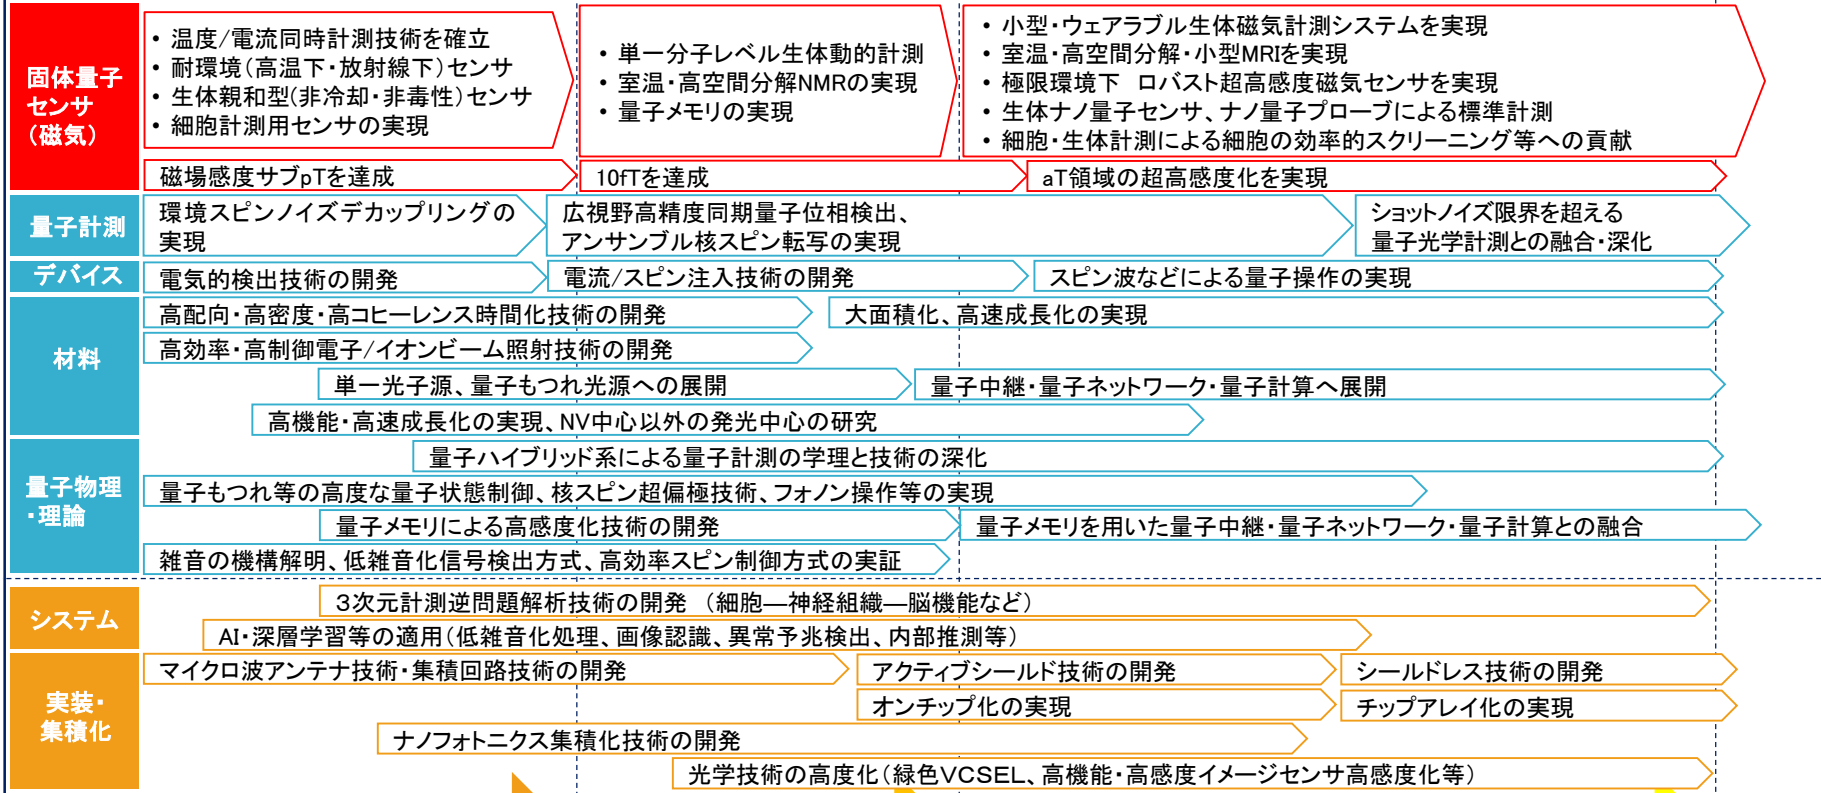 固体量子
センサ
（磁気）
• 温度/電流同時計測技術を確立
• 耐環境（高温下・放射線下）センサ
• 生体親和型(非冷却・非毒性）センサ
• 細胞計測用センサの実現
• 単一分子レベル生体動的計測
• 室温・高空間分解NMRの実現
• 量子メモリの実現
• 小型・ウェアラブル生体磁気計測システムを実現
• 室温・高空間分解・小型MRIを実現
• 極限環境下　ロバスト超高感度磁気センサを実現
• 生体ナノ量子センサ、ナノ量子プローブによる標準計測
• 細胞・生体計測による細胞の効率的スクリーニング等への貢献
磁場感度サブpTを達成
10fTを達成
aT領域の超高感度化を実現
量子計測
環境スピンノイズデカップリングの
実現
広視野高精度同期量子位相検出、
アンサンブル核スピン転写の実現
ショットノイズ限界を超える
量子光学計測との融合・深化
デバイス
電気的検出技術の開発
電流/スピン注入技術の開発
スピン波などによる量子操作の実現
材料
高配向・高密度・高コヒーレンス時間化技術の開発
大面積化、高速成長化の実現
高効率・高制御電子/イオンビーム照射技術の開発
単一光子源、量子もつれ光源への展開
量子中継・量子ネットワーク・量子計算へ展開
高機能・高速成長化の実現、NV中心以外の発光中心の研究
量子物理
・理論
量子ハイブリッド系による量子計測の学理と技術の深化
量子もつれ等の高度な量子状態制御、核スピン超偏極技術、フォノン操作等の実現
量子メモリによる高感度化技術の開発
量子メモリを用いた量子中継・量子ネットワーク・量子計算との融合
雑音の機構解明、低雑音化信号検出方式、高効率スピン制御方式の実証
システム
３次元計測逆問題解析技術の開発　（細胞―神経組織―脳機能など）
AI・深層学習等の適用（低雑音化処理、画像認識、異常予兆検出、内部推測等）
実装・
集積化
マイクロ波アンテナ技術・集積回路技術の開発
アクティブシールド技術の開発
シールドレス技術の開発
オンチップ化の実現
チップアレイ化の実現
ナノフォトニクス集積化技術の開発
光学技術の高度化（緑色VCSEL、高機能・高感度イメージセンサ高感度化等）